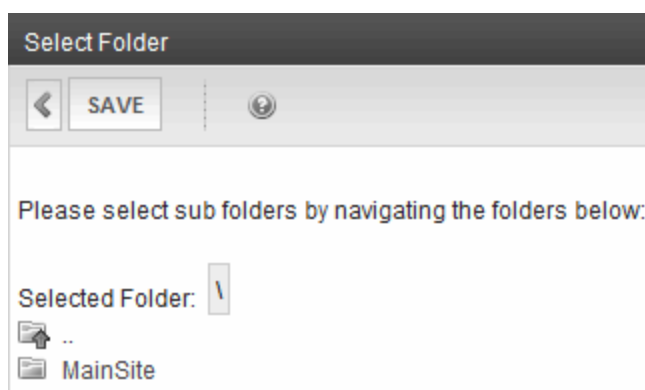 Select Folder
SAVE
Please select sub folders by navigating the folders below:
Selected Folder: \
..
MainSite